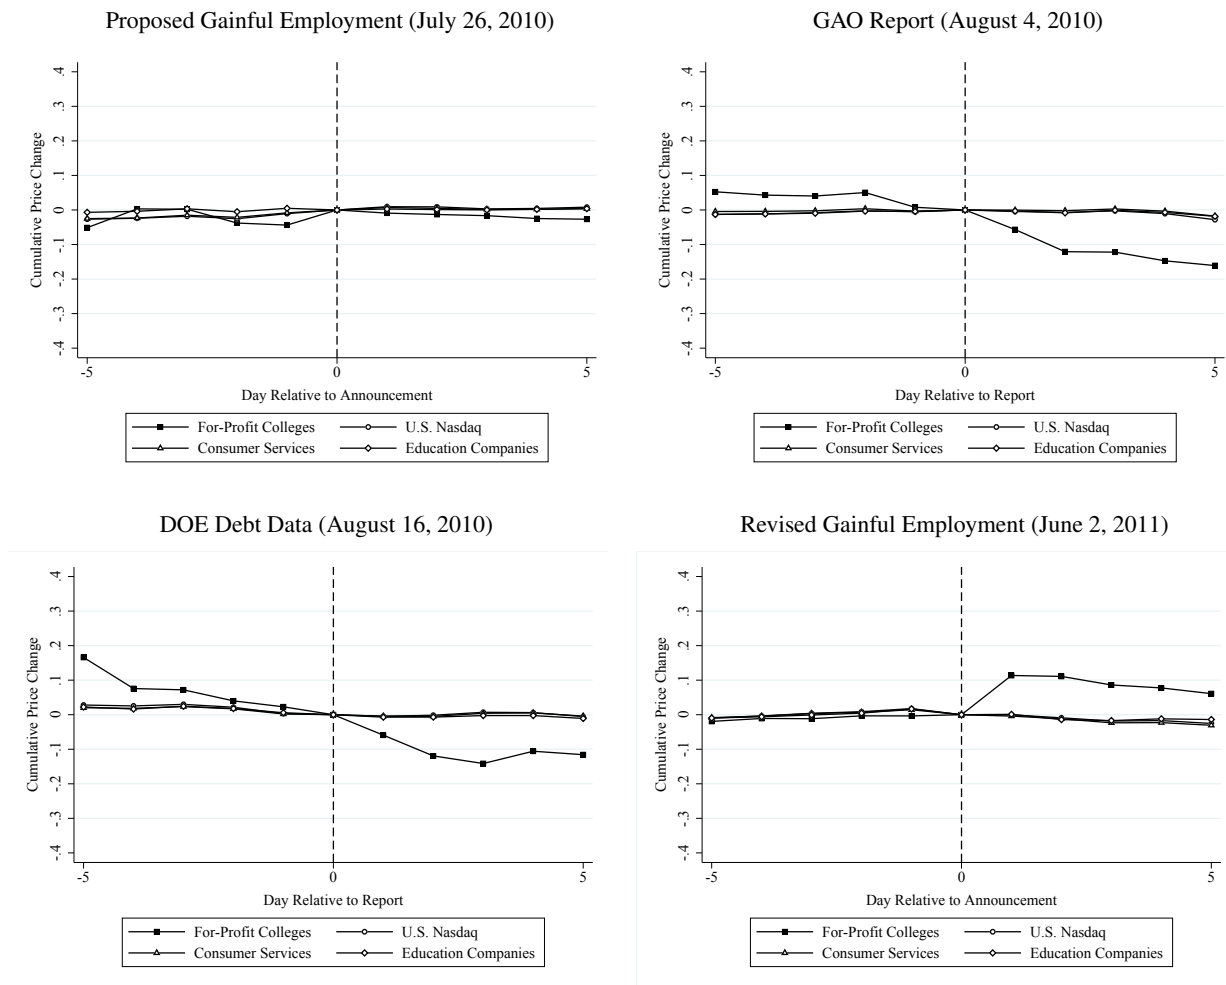 Proposed Gainful Employment (July 26, 2010)
Cumulative Price Change
.4
.3
.2
.1
0
-.1
-.2
-.3
-.4
-5 0 5
Day Relative to Announcement
For-Profit Colleges U.S. Nasdaq
Consumer Services Education Companies
GAO Report (August 4, 2010)
Cumulative Price Change
.4
.3
.2
.1
0
-.1
-.2
-.3
-.4
-5 0 5
Day Relative to Report
For-Profit Colleges U.S. Nasdaq
Consumer Services Education Companies
DOE Debt Data (August 16, 2010)
Cumulative Price Change
.4
.3
.2
.1
0
-.1
-.2
-.3
-.4
-5 0 5
Day Relative to Report
For-Profit Colleges U.S. Nasdaq
Consumer Services Education Companies
Revised Gainful Employment (June 2, 2011)
Cumulative Price Change
.4
.3
.2
.1
0
-.1
-.2
-.3
-.4
-5 0 5
Day Relative to Announcement
For-Profit Colleges U.S. Nasdaq
Consumer Services Education Companies